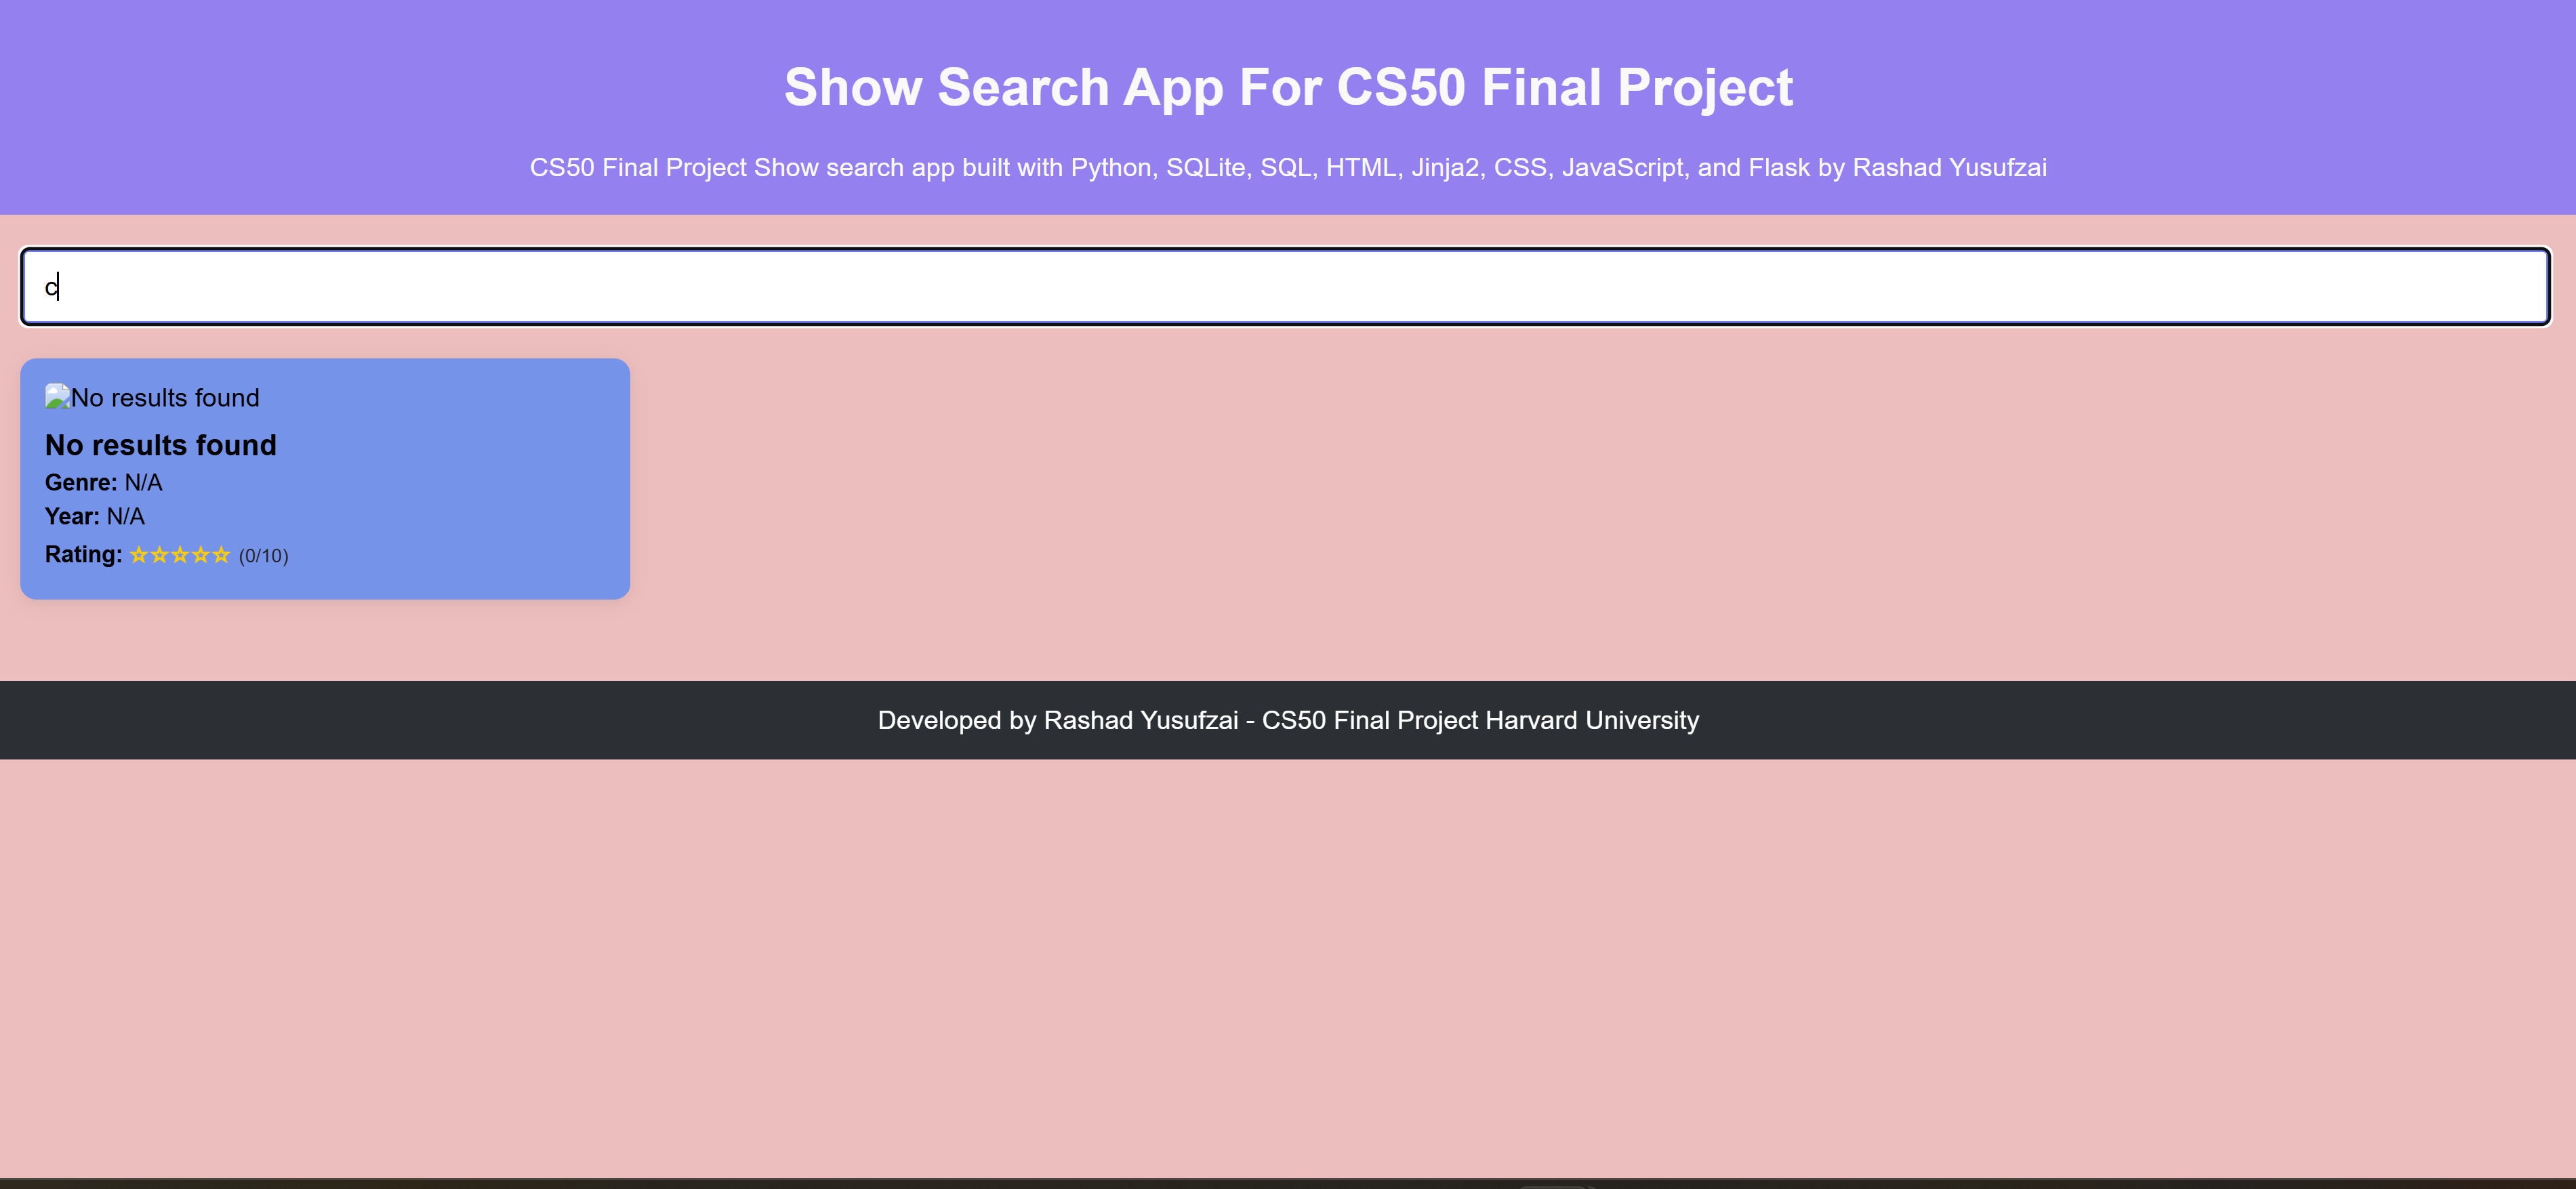 Show Search App For CS50 Final Project
CS50 Final Project Show search app built with Python, SQLite, SQL, HTML, Jinja2, CSS, JavaScript, and Flask by Rashad Yusufzai
c
No results found
No results found
Genre: N/A
Year: N/A
Rating: ☆☆☆☆☆ (0/10)
Developed by Rashad Yusufzai - CS50 Final Project Harvard University